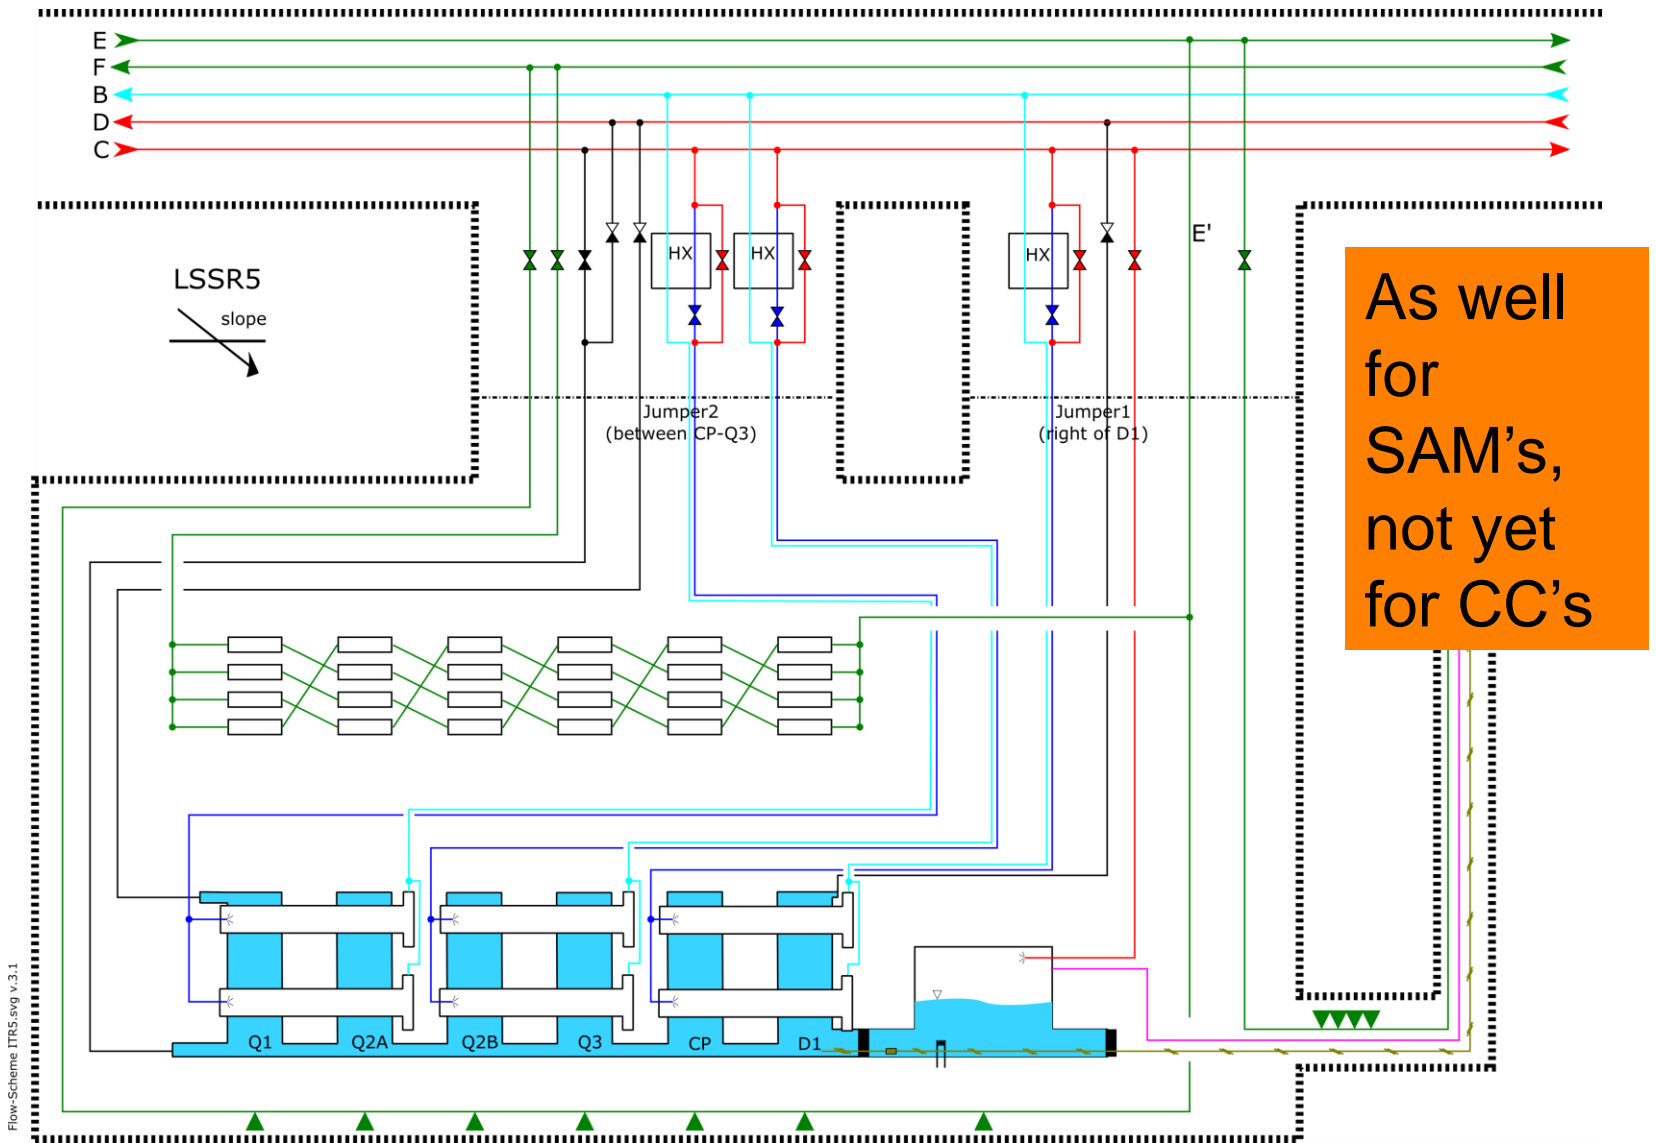 E
F
B
D
C
LSSR5
slope
HX
HX
HX
E'
Jumper2
(between CP-Q3)
Jumper1
(right of D1)
As well
for
SAM’s,
not yet
for CC’s
Q1
Q2A
Q2B
Q3
CP
D1
Flow-Scheme ITR5.svg v.3.1